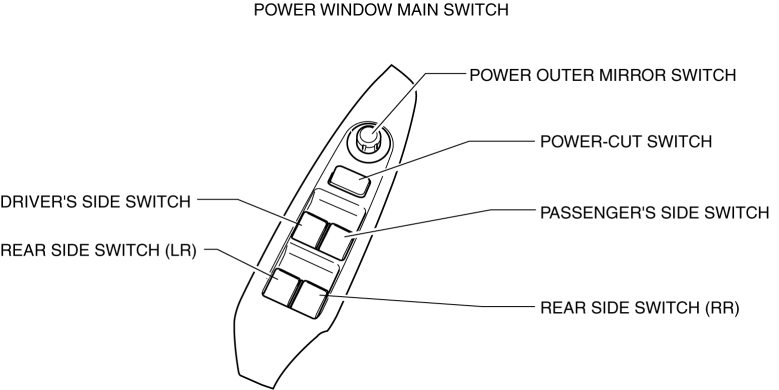 POWER WINDOW MAIN SWITCH
POWER OUTER MIRROR SWITCH
POWER-CUT SWITCH
DRIVER'S SIDE SWITCH
PASSENGER'S SIDE SWITCH
REAR SIDE SWITCH (LR)
REAR SIDE SWITCH (RR)